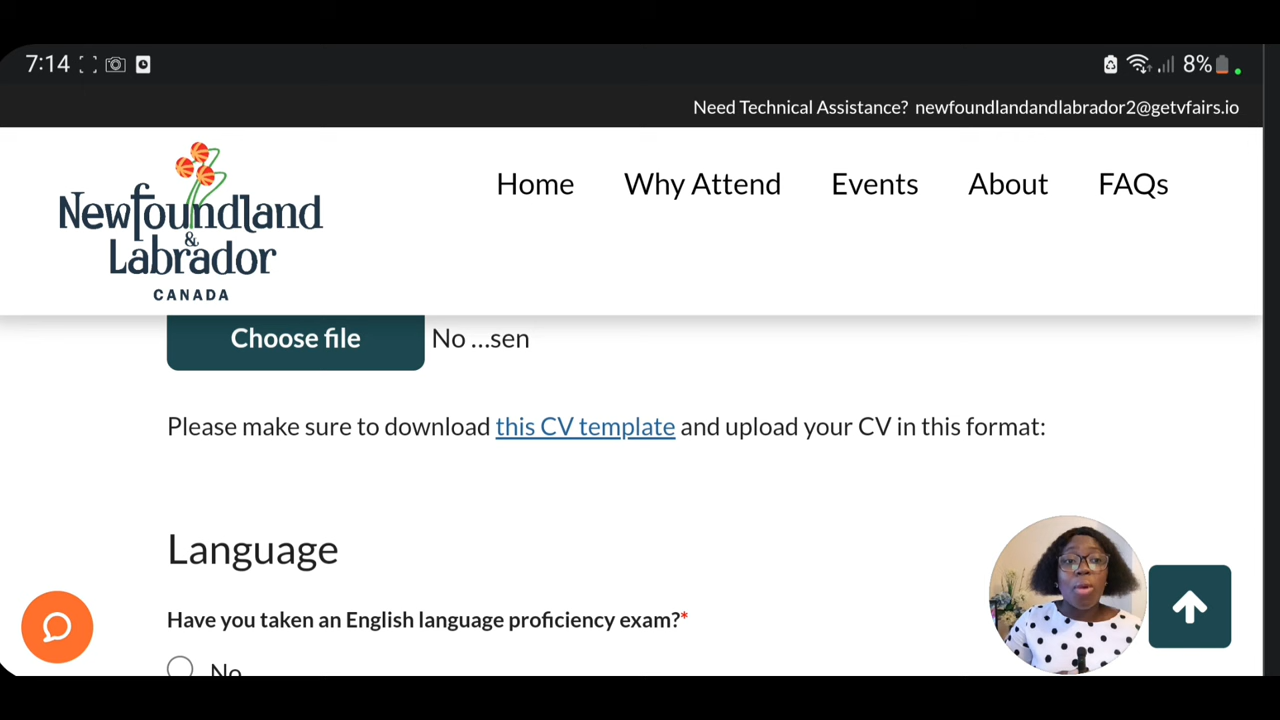 7:14
8%
Need Technical Assistance? newfoundlandandlabrador2@getvfairs.io
Newfoundland
&
Labrador
CANADA
Home Why Attend Events About FAQs
Choose file No ...sen
Please make sure to download this CV template and upload your CV in this format:
Language
Have you taken an English language proficiency exam?*
No